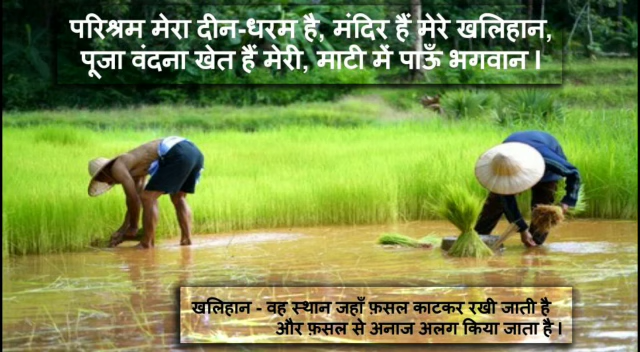 परिश्रम मेरा दीन-धरम है, मंदिर हैं मेरे खलिहान,
पूजा वंदना खेत हैं मेरी, माटी में पाऊँ भगवान ।
खलिहान - वह स्थान जहाँ फ़सल काटकर रखी जाती है
और फ़सल से अनाज अलग किया जाता है ।